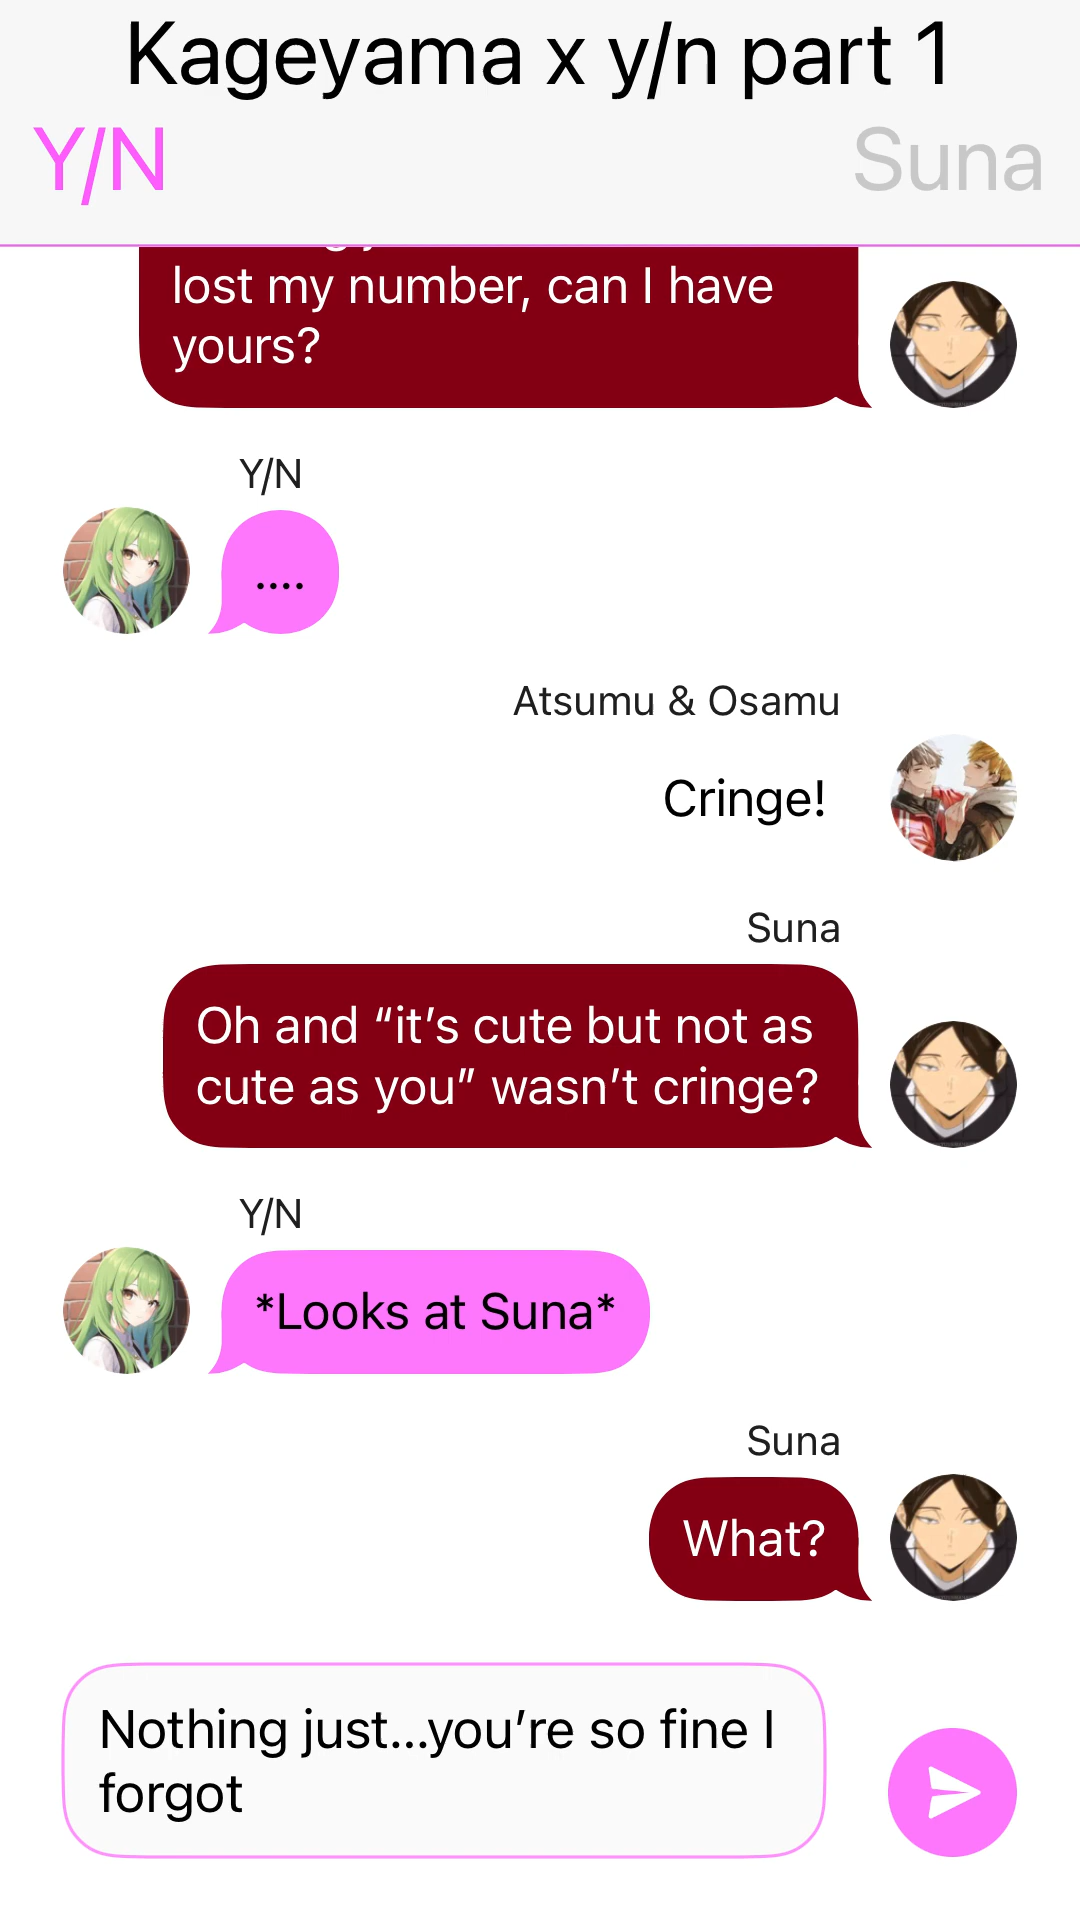 Kageyama x y/n part 1
Y/N
Suna
lost my number, can I have
yours?
Y/N
....
Atsumu & Osamu
Cringe!
Suna
Oh and “it’s cute but not as
cute as you” wasn’t cringe?
Y/N
*Looks at Suna*
Suna
What?
Nothing just...you’re so fine I
forgot